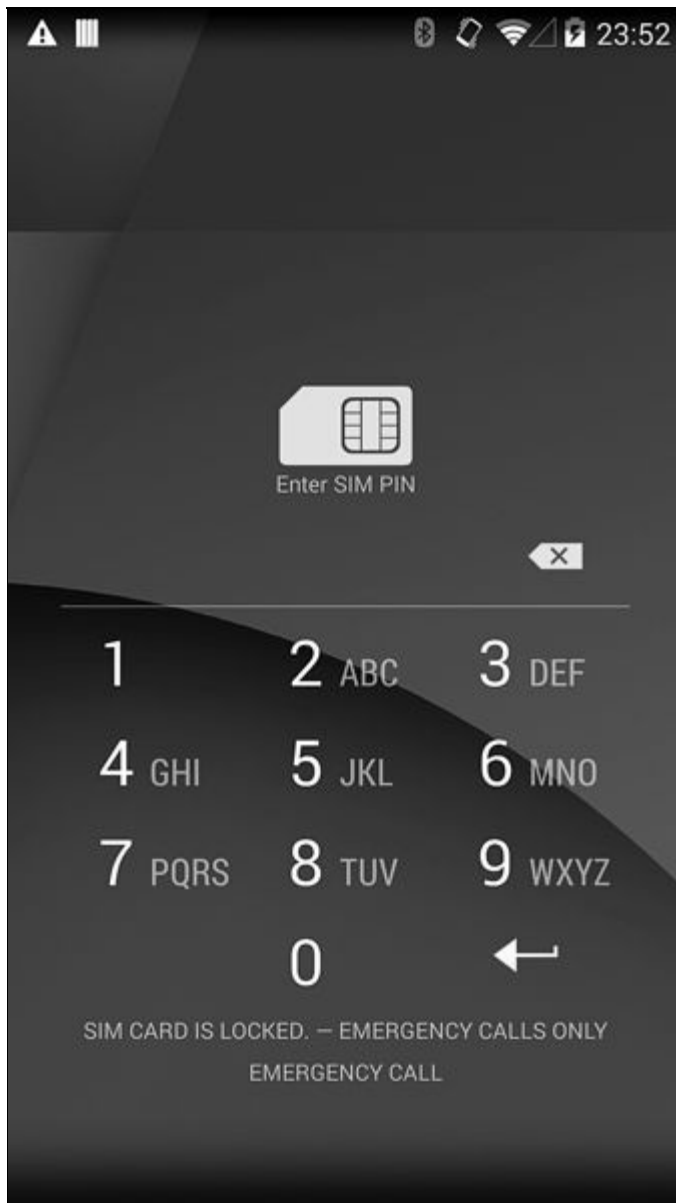 23:52
Enter SIM PIN
1 2 ABC 3 DEF
4 GHI 5 JKL 6 MNO
7 PQRS 8 TUV 9 WXYZ
0
SIM CARD IS LOCKED. — EMERGENCY CALLS ONLY
EMERGENCY CALL